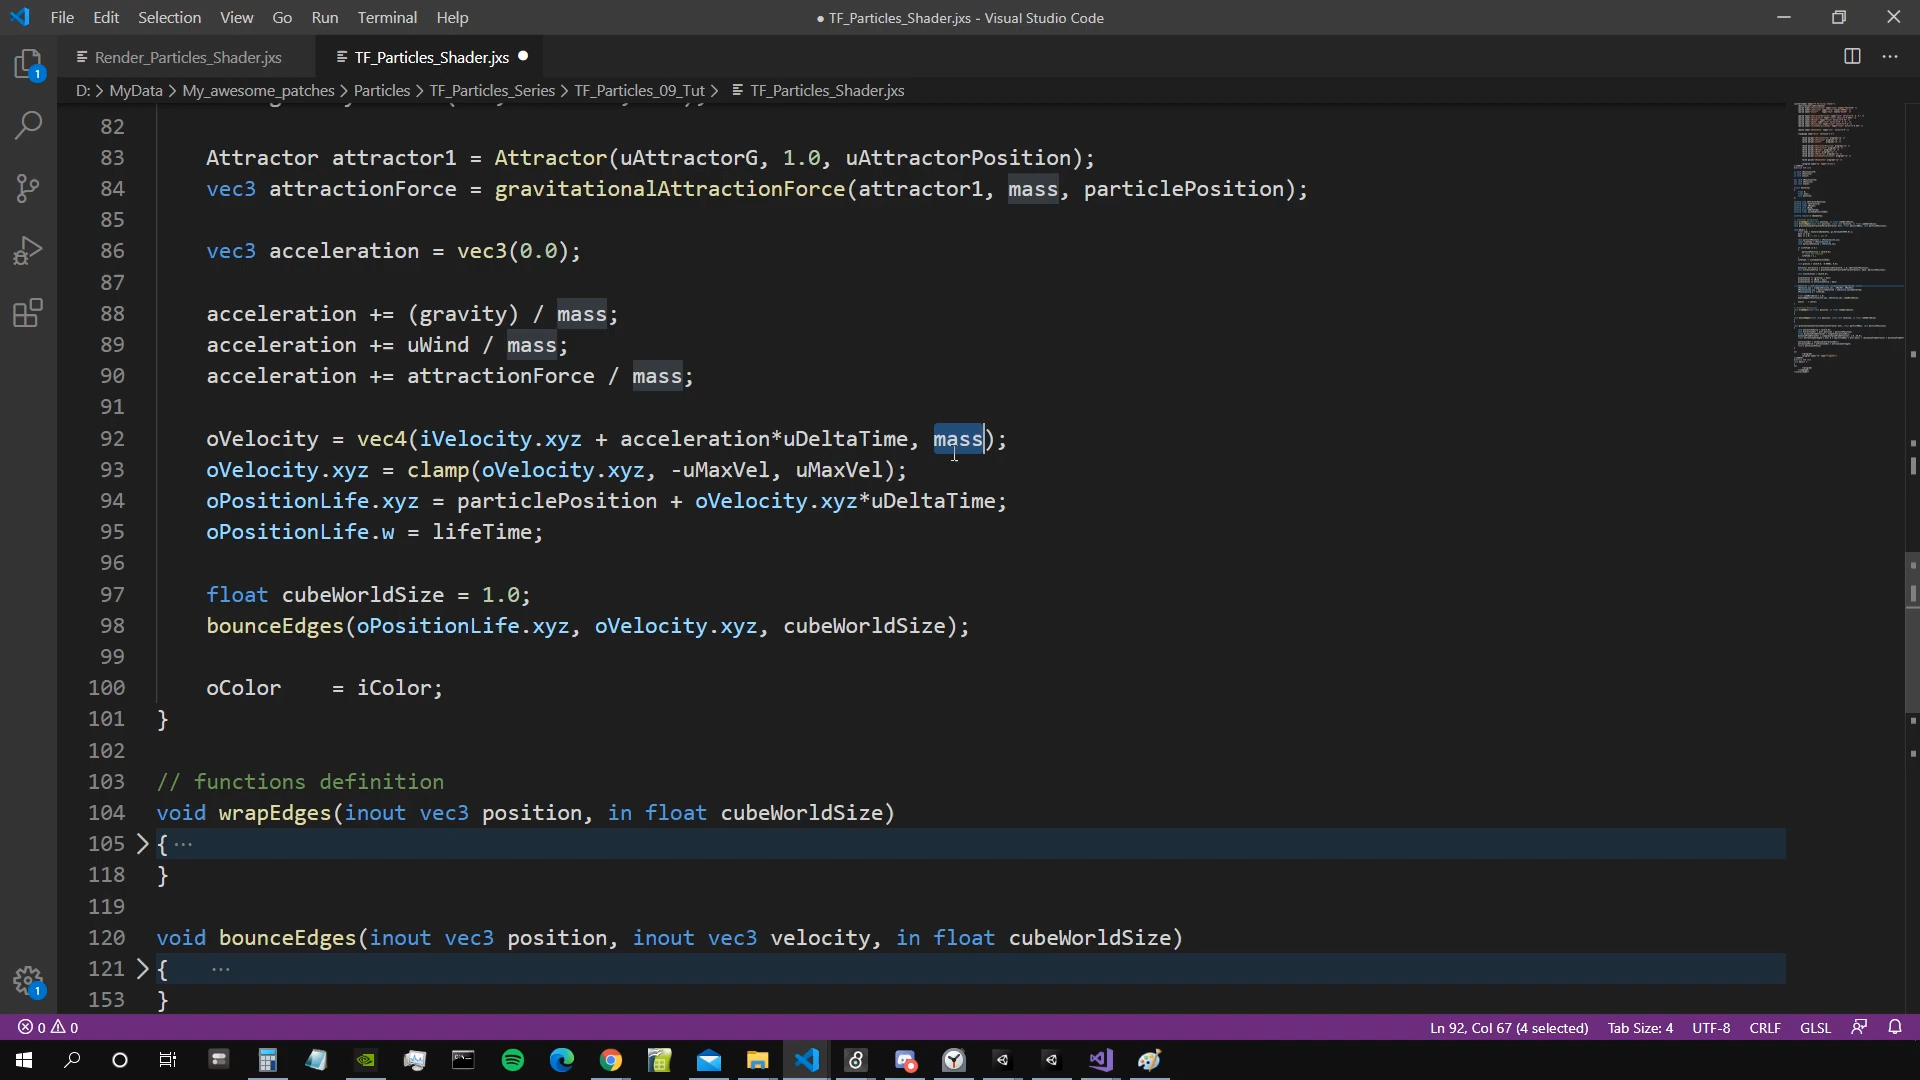 File Edit Selection View Go Run Terminal Help
● TF_Particles_Shader.jxs - Visual Studio Code
Render_Particles_Shader.jxs
TF_Particles_Shader.jxs
D: > MyData > My_awesome_patches > Particles > TF_Particles_Series > TF_Particles_09_Tut > TF_Particles_Shader.jxs
82
83 Attractor attractor1 = Attractor(uAttractorG, 1.0, uAttractorPosition);
84 vec3 attractionForce = gravitationalAttractionForce(attractor1, mass, particlePosition);
85
86 vec3 acceleration = vec3(0.0);
87
88 acceleration += (gravity) / mass;
89 acceleration += uWind / mass;
90 acceleration += attractionForce / mass;
91
92 oVelocity = vec4(iVelocity.xyz + acceleration*uDeltaTime, mass);
93 oVelocity.xyz = clamp(oVelocity.xyz, -uMaxVel, uMaxVel);
94 oPositionLife.xyz = particlePosition + oVelocity.xyz*uDeltaTime;
95 oPositionLife.w = lifeTime;
96
97 float cubeWorldSize = 1.0;
98 bounceEdges(oPositionLife.xyz, oVelocity.xyz, cubeWorldSize);
99
100 oColor = iColor;
101 }
102
103 // functions definition
104 void wrapEdges(inout vec3 position, in float cubeWorldSize)
105 { ⋯
118 }
119
120 void bounceEdges(inout vec3 position, inout vec3 velocity, in float cubeWorldSize)
121 { ⋯
153 }
1
1
0 0
Ln 92, Col 67 (4 selected) Tab Size: 4 UTF-8 CRLF GLSL